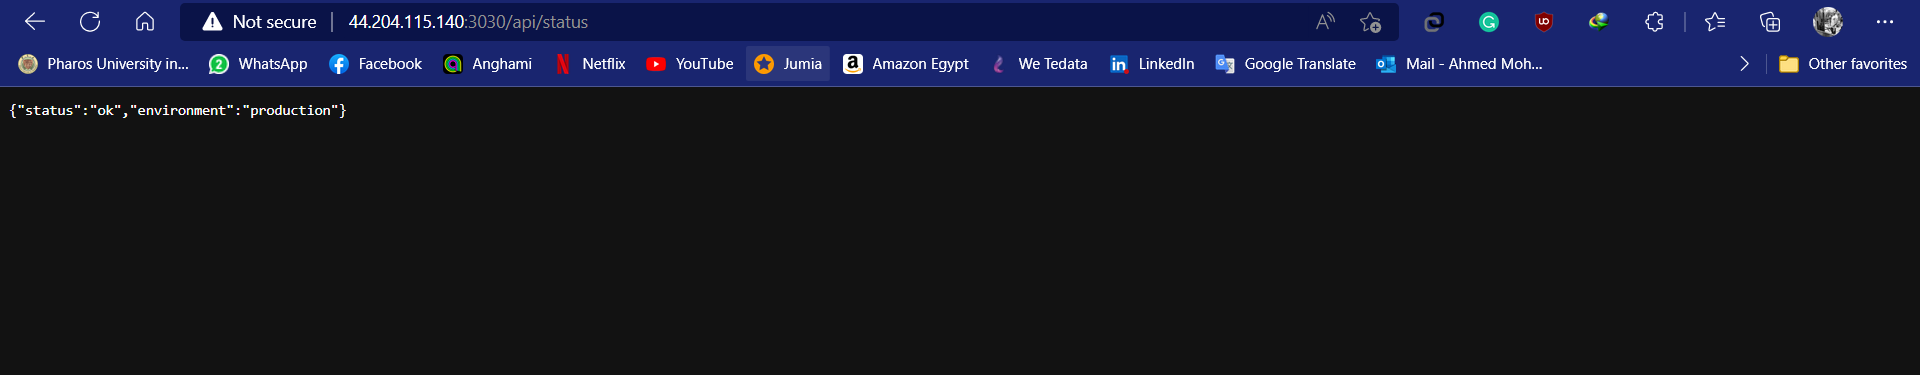 Not secure | 44.204.115.140:3030/api/status
Pharos University in... WhatsApp Facebook Anghami Netflix YouTube Jumia Amazon Egypt We Tedata LinkedIn Google Translate Mail - Ahmed Moh... Other favorites
{"status":"ok","environment":"production"}